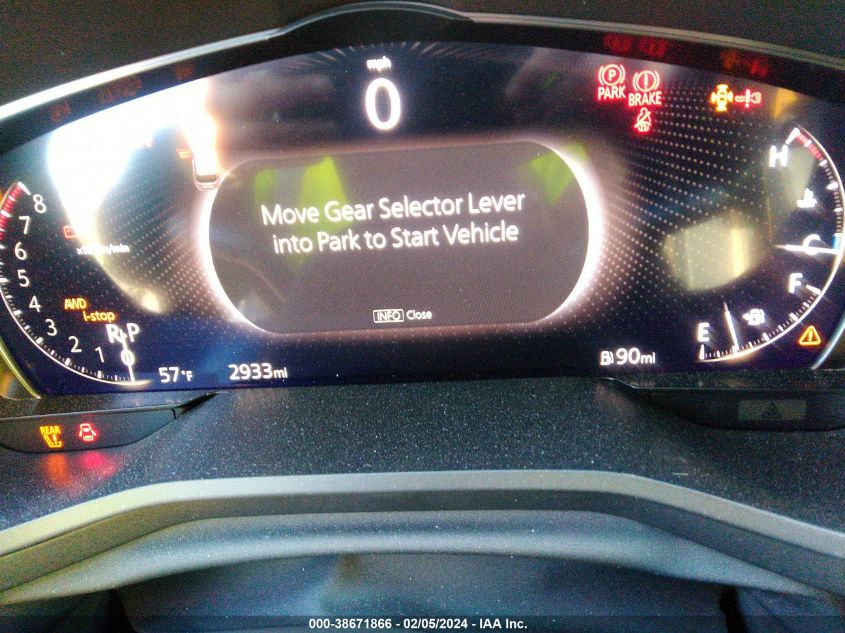 mph
0
PARK
BRAKE
H
8
7
6
5
4
3
2
1
0
Move Gear Selector Lever
into Park to Start Vehicle
INFO Close
C
F
E
AWD
i-stop
R P
57°F
2933mi
90mi
REAR
000-38671866 - 02/05/2024 - IAA Inc.